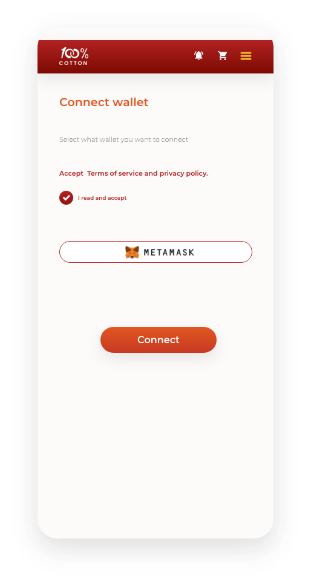 100%
COTTON
Connect wallet
Select what wallet you want to connect
Accept Terms of service and privacy policy.
I read and accept
METAMASK
Connect